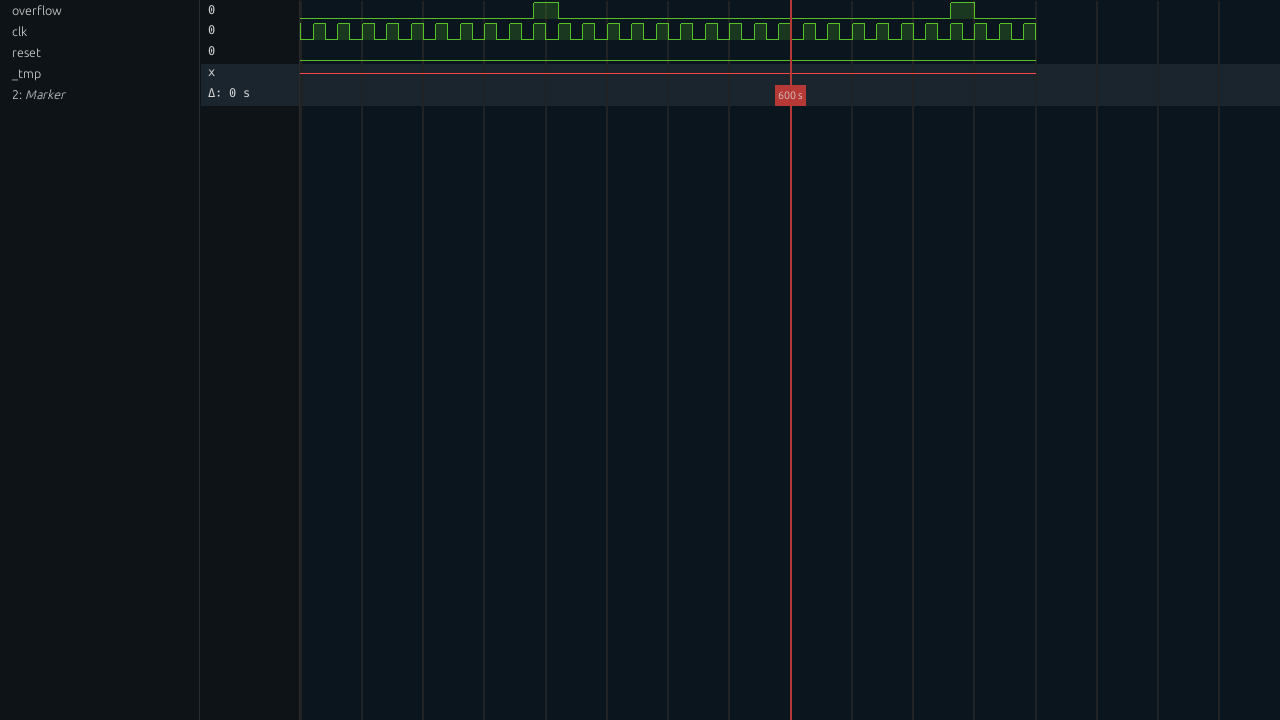 overflow 0
clk 0
reset 0
_tmp x
2: Marker Δ: 0 s 600 s